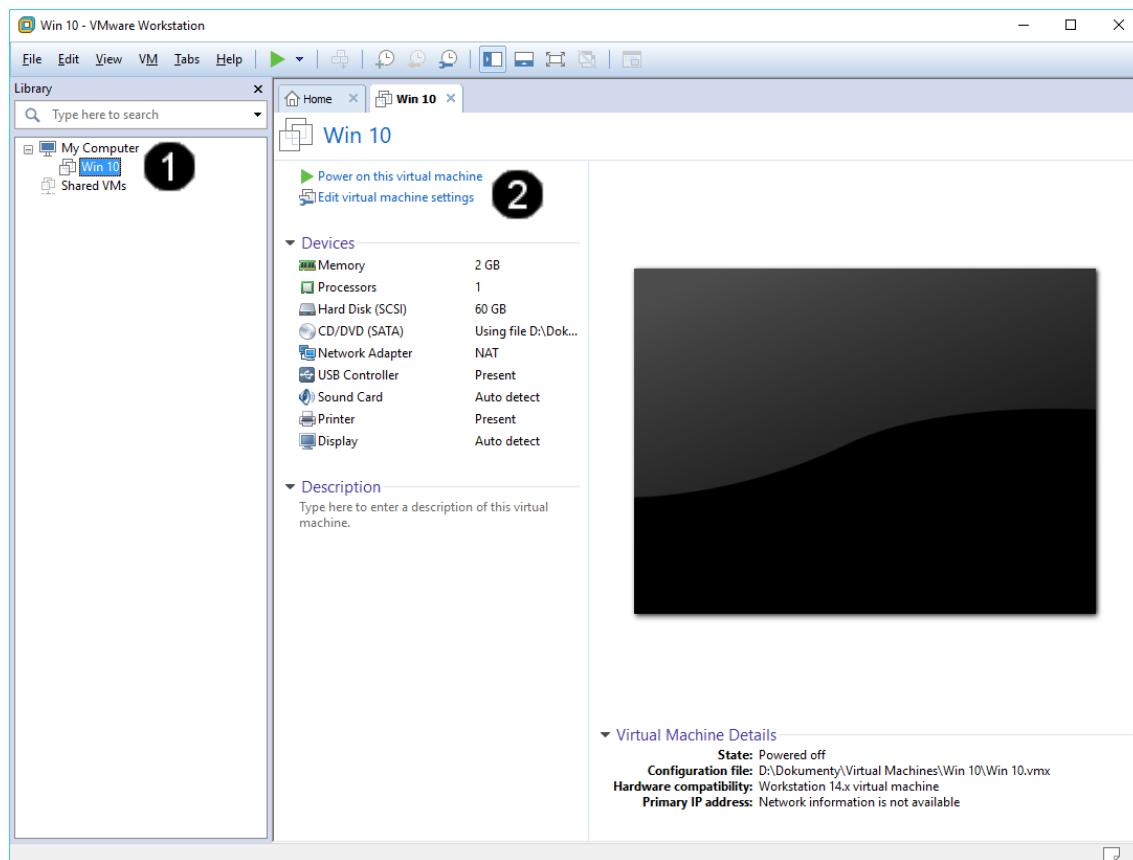 Win 10 - VMware Workstation
File Edit View VM Tabs Help
Library
Type here to search
My Computer
Win 10
Shared VMs
1
Home
Win 10
Win 10
Power on this virtual machine
Edit virtual machine settings
2
Devices
Memory 2 GB
Processors 1
Hard Disk (SCSI) 60 GB
CD/DVD (SATA) Using file D:\Dok...
Network Adapter NAT
USB Controller Present
Sound Card Auto detect
Printer Present
Display Auto detect
Description
Type here to enter a description of this virtual
machine.
Virtual Machine Details
State: Powered off
Configuration file: D:\Dokumenty\Virtual Machines\Win 10\Win 10.vmx
Hardware compatibility: Workstation 14.x virtual machine
Primary IP address: Network information is not available